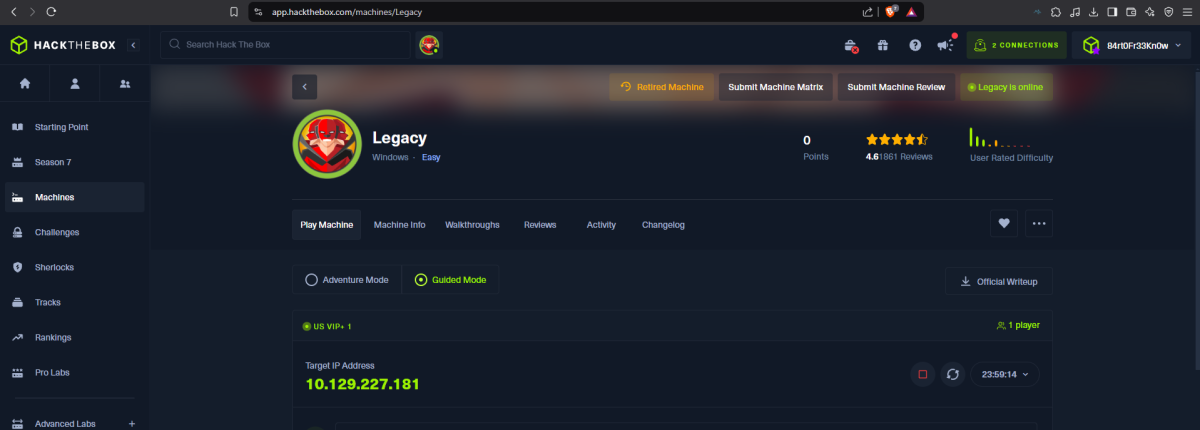 app.hackthebox.com/machines/Legacy
HACKTHEBOX
Search Hack The Box
2 CONNECTIONS
84rt0Fr33Kn0w
Retired Machine
Submit Machine Matrix
Submit Machine Review
Legacy is online
Starting Point
Season 7
Machines
Challenges
Sherlocks
Tracks
Rankings
Pro Labs
Advanced Labs +
Legacy
Windows · Easy
0
Points
4.6 1861 Reviews
User Rated Difficulty
Play Machine
Machine Info
Walkthroughs
Reviews
Activity
Changelog
Adventure Mode
Guided Mode
Official Writeup
US VIP+ 1
1 player
Target IP Address
10.129.227.181
23:59:14